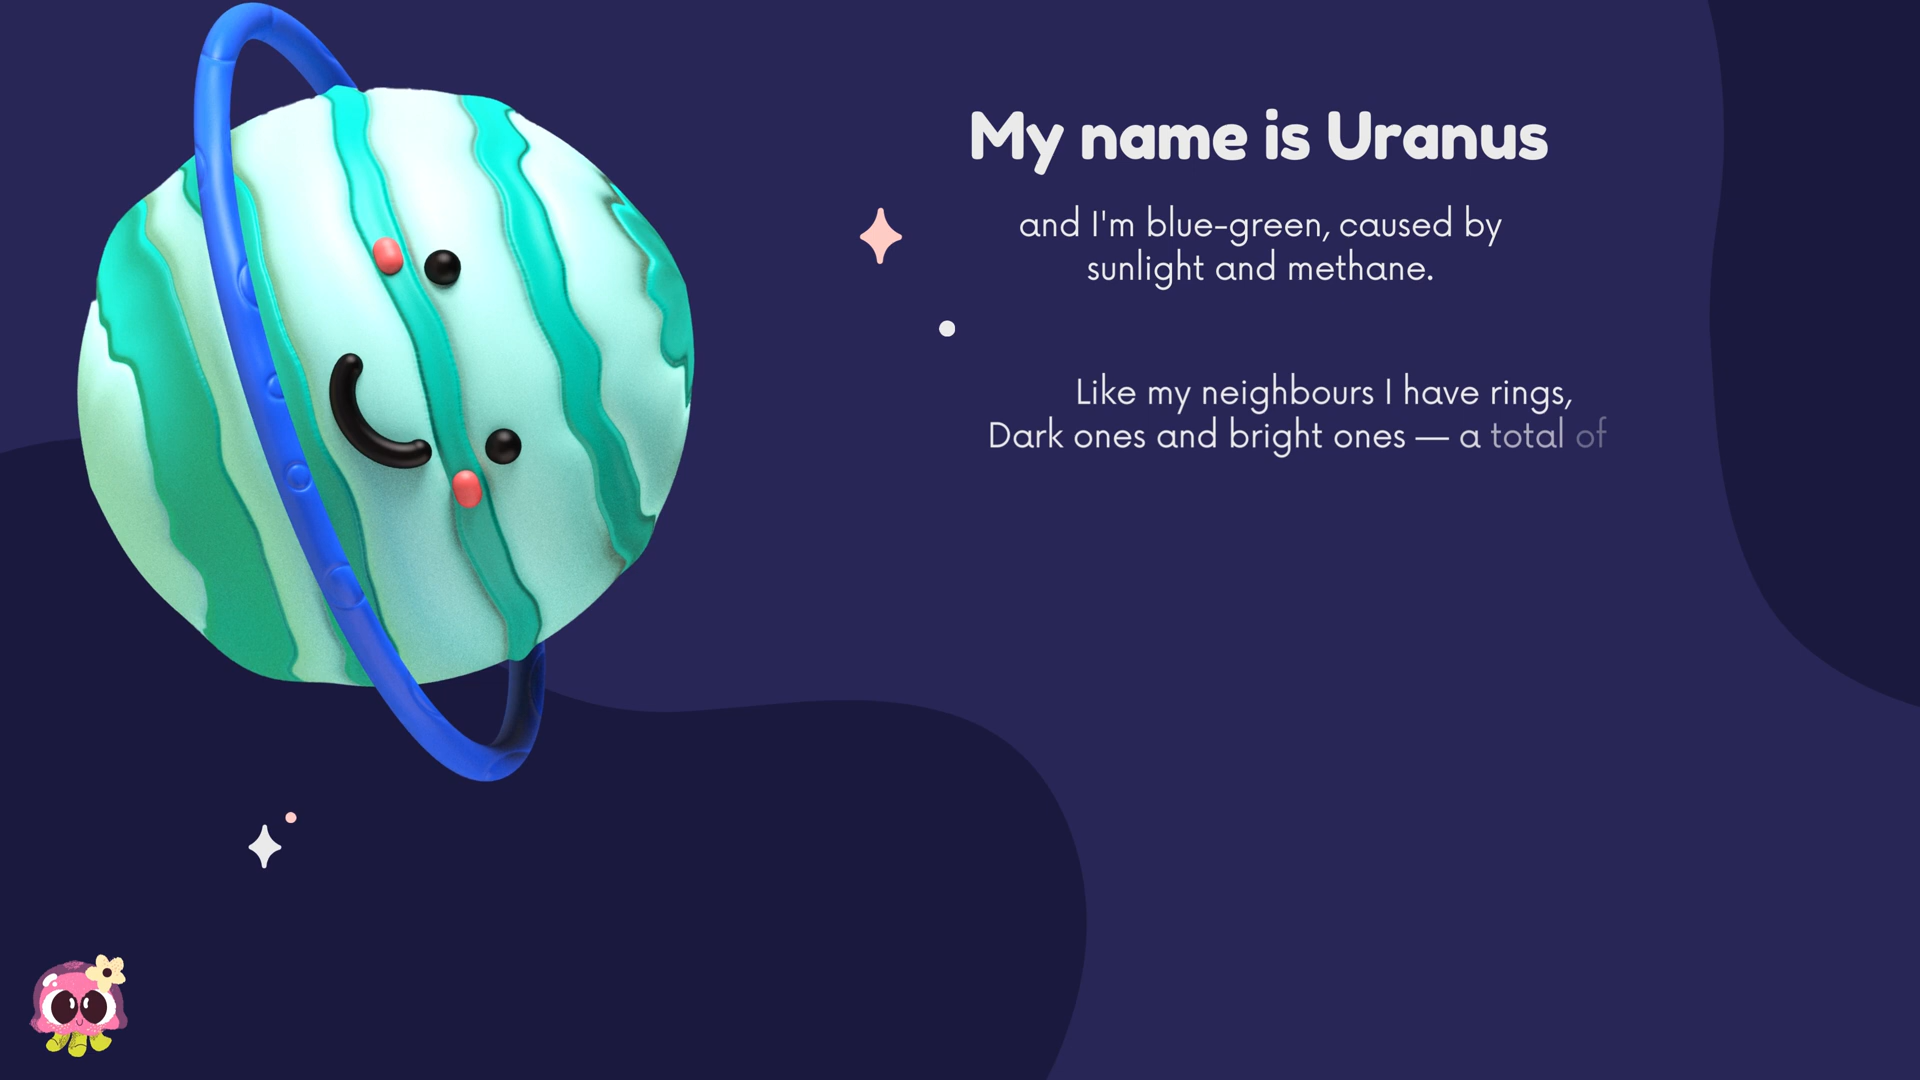 My name is Uranus
and I'm blue-green, caused by
sunlight and methane.
Like my neighbours I have rings,
Dark ones and bright ones — a total of